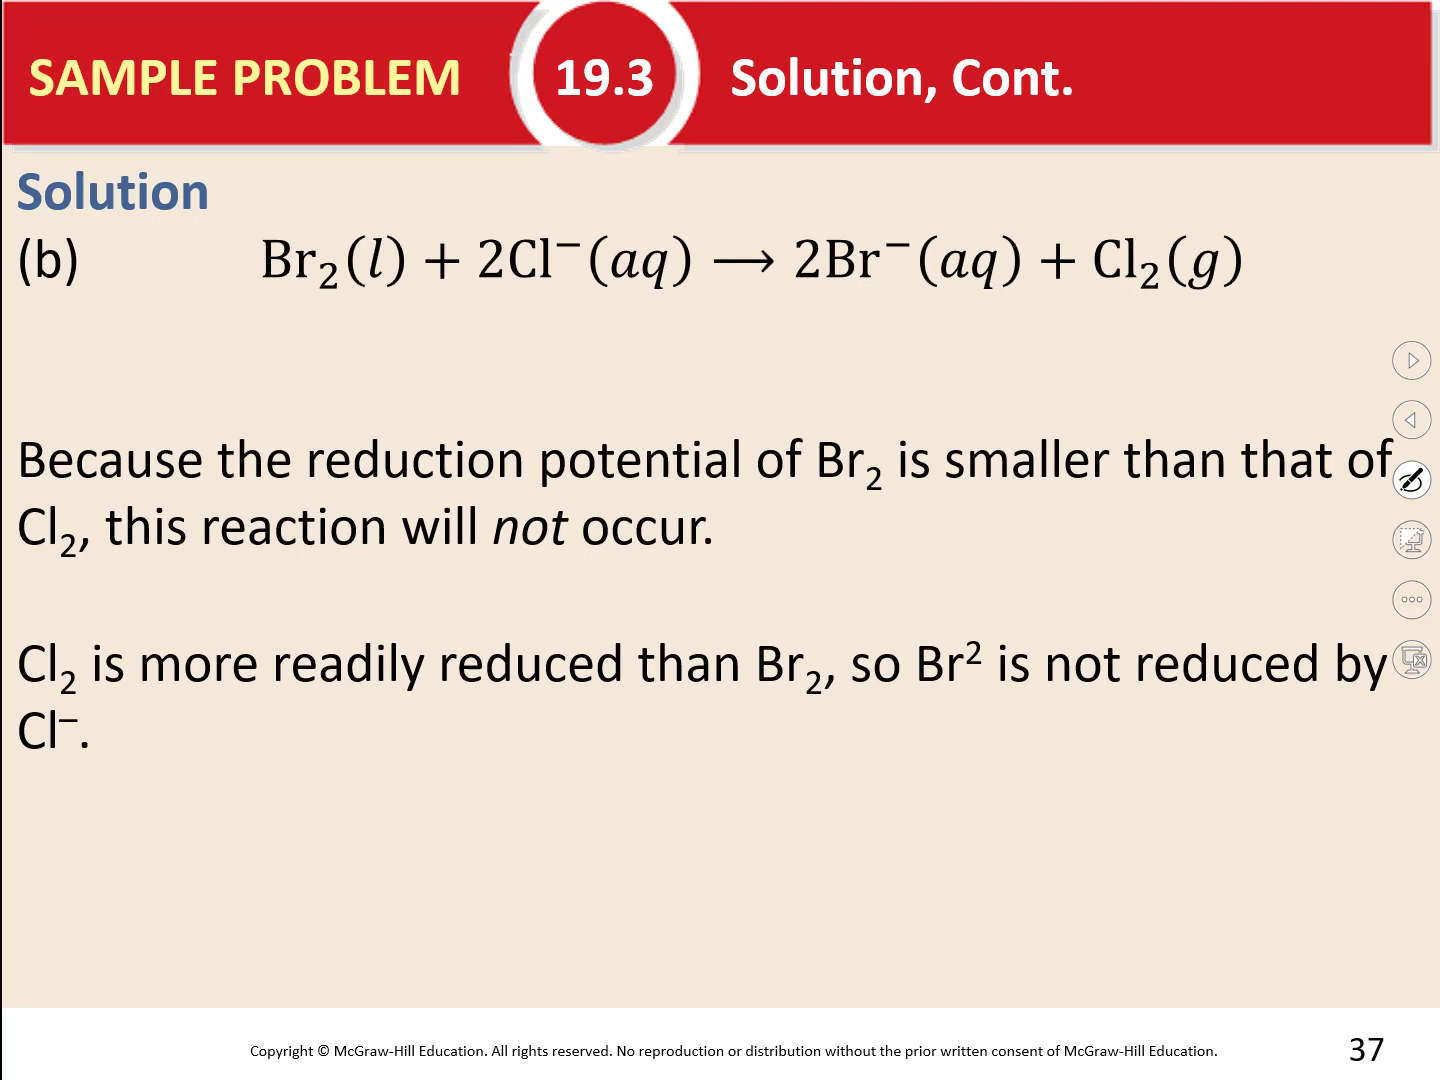 SAMPLE PROBLEM 19.3 Solution, Cont.
Solution
(b) Br₂(l) + 2Cl⁻(aq) ⟶ 2Br⁻(aq) + Cl₂(g)
Because the reduction potential of Br₂ is smaller than that of
Cl₂, this reaction will not occur.
Cl₂ is more readily reduced than Br₂, so Br² is not reduced by
Cl⁻.
Copyright © McGraw-Hill Education. All rights reserved. No reproduction or distribution without the prior written consent of McGraw-Hill Education.
37